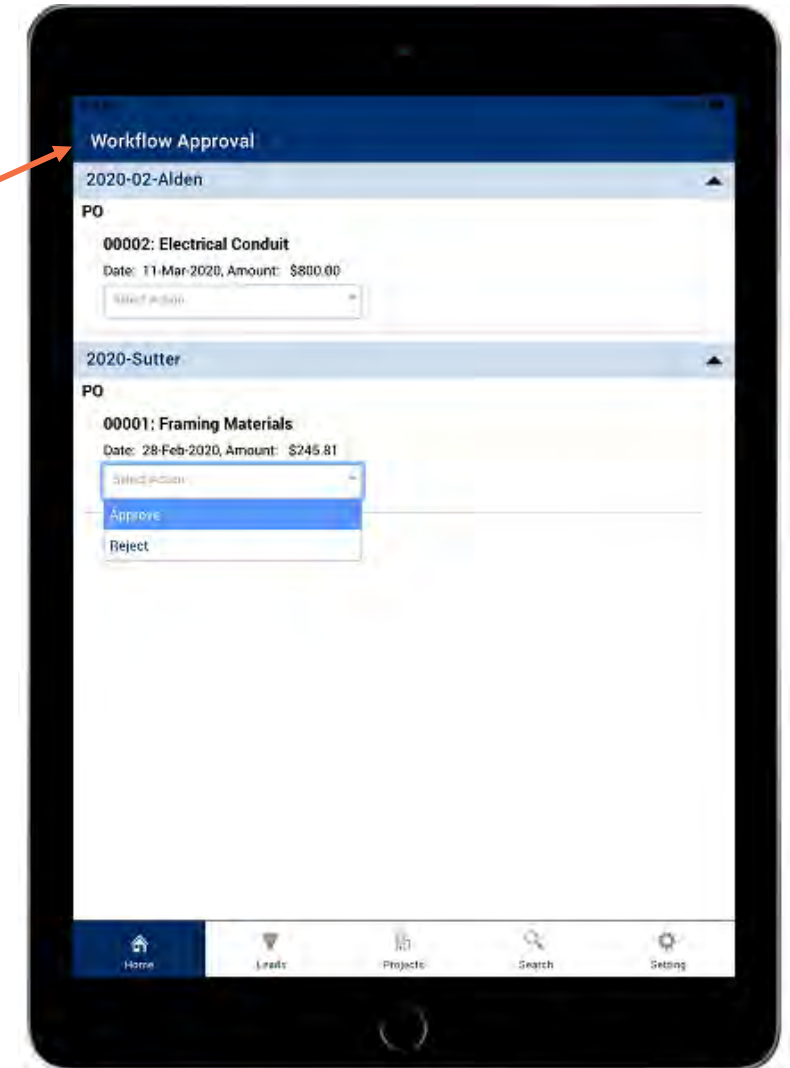 Workflow Approval
2020-02-Alden
PO
00002: Electrical Conduit
Date: 11-Mar-2020, Amount: $800.00
Select Action
2020-Sutter
PO
00001: Framing Materials
Date: 28-Feb-2020, Amount: $245.81
Select Action
Approve
Reject
Home Leads Projects Search Setting